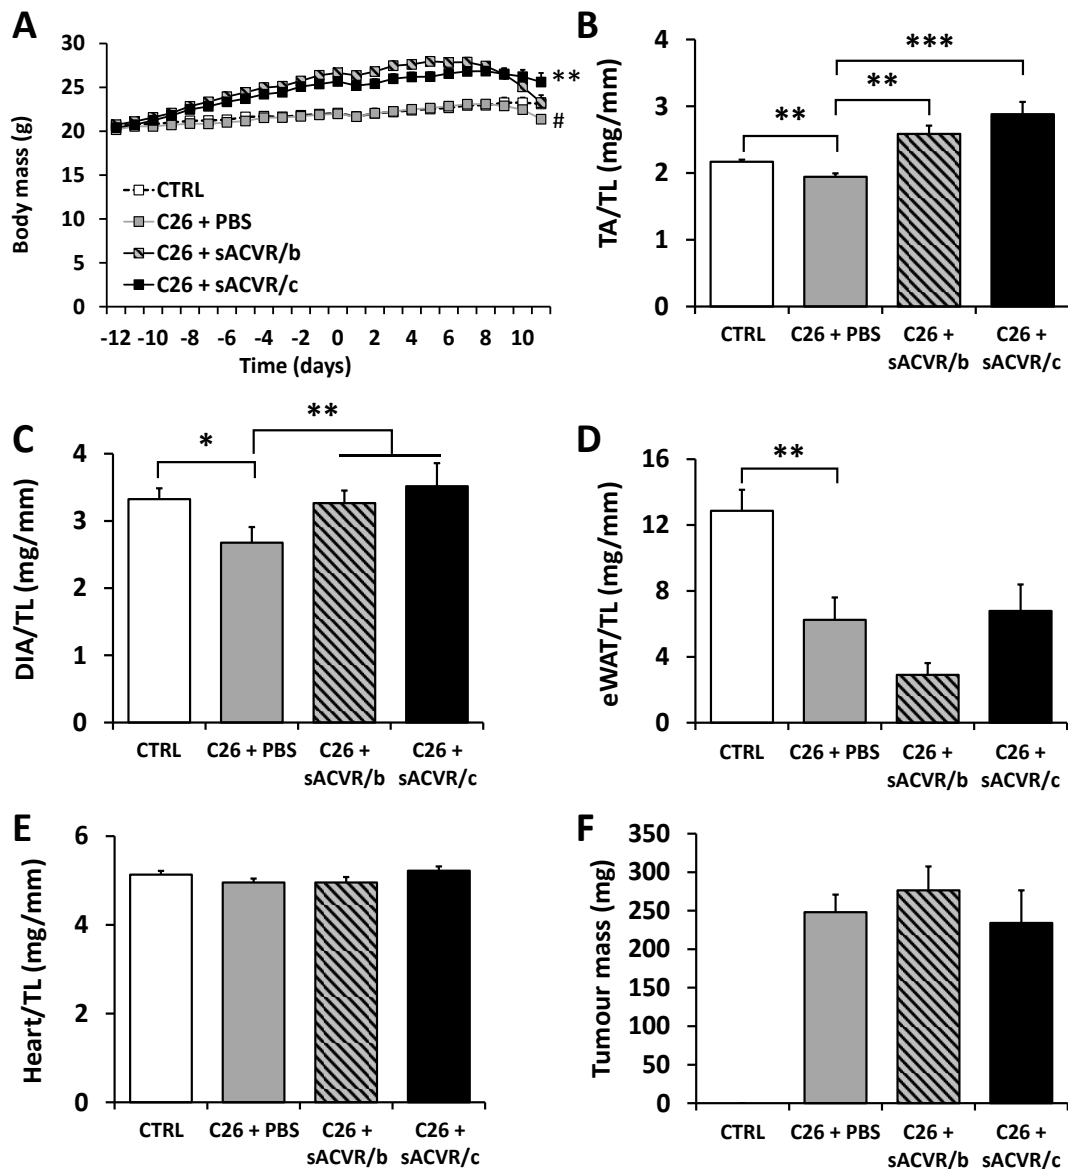 A
Body mass (g)
30
25
20
15
10
5
0
**
#
CTRL
C26 + PBS
C26 + sACVR/b
C26 + sACVR/c
-12 -10 -8 -6 -4 -2 0 2 4 6 8 10
Time (days)
B
TA/TL (mg/mm)
4
3
2
1
0
***
**
**
CTRL C26 + PBS C26 + C26 +
sACVR/b sACVR/c
C
DIA/TL (mg/mm)
4
3
2
1
0
**
*
CTRL C26 + PBS C26 + C26 +
sACVR/b sACVR/c
D
eWAT/TL (mg/mm)
16
12
8
4
0
**
CTRL C26 + PBS C26 + C26 +
sACVR/b sACVR/c
E
Heart/TL (mg/mm)
6
4
2
0
CTRL C26 + PBS C26 + C26 +
sACVR/b sACVR/c
F
Tumour mass (mg)
350
300
250
200
150
100
50
0
CTRL C26 + PBS C26 + C26 +
sACVR/b sACVR/c